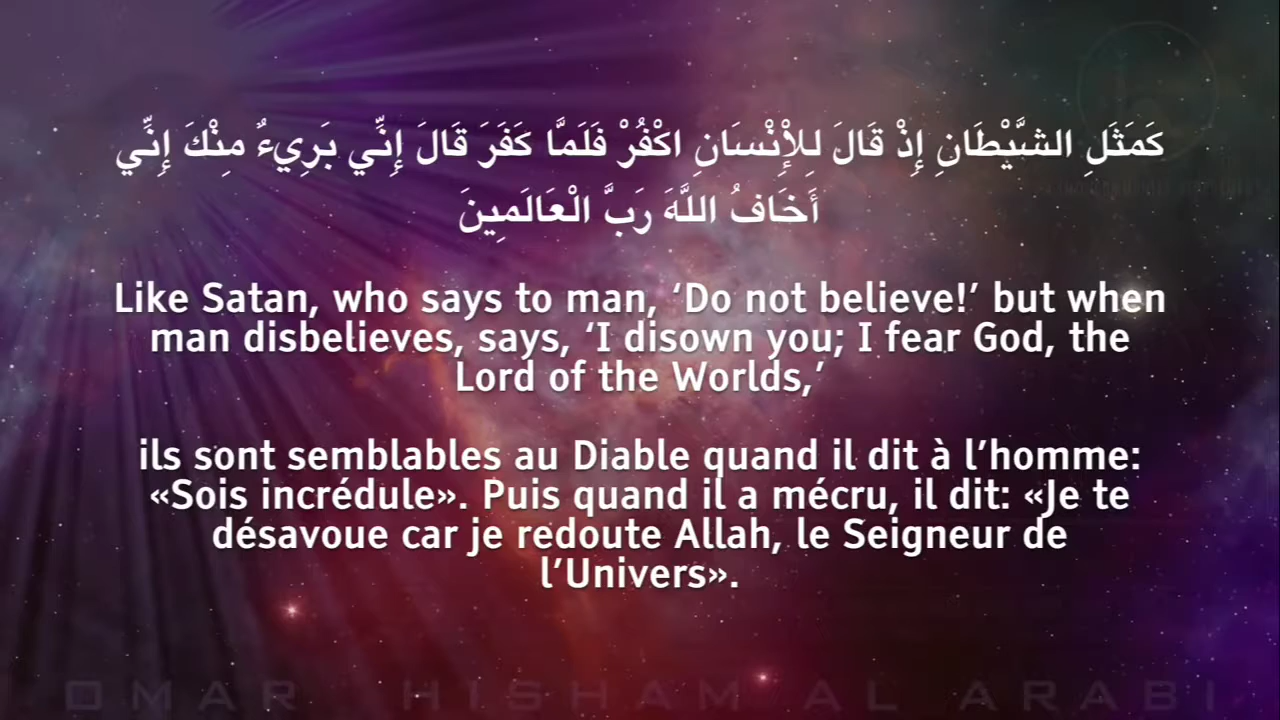 كَمَثَلِ الشَّيْطَانِ إِذْ قَالَ لِلْإِنْسَانِ اكْفُرْ فَلَمَّا كَفَرَ قَالَ إِنِّي بَرِيءٌ مِنْكَ إِنِّي
أَخَافُ اللَّهَ رَبَّ الْعَالَمِينَ
Like Satan, who says to man, ‘Do not believe!’ but when
man disbelieves, says, ‘I disown you; I fear God, the
Lord of the Worlds,’
ils sont semblables au Diable quand il dit à l’homme:
«Sois incrédule». Puis quand il a mécru, il dit: «Je te
désavoue car je redoute Allah, le Seigneur de
l’Univers».
OMAR HISHAM AL ARABI